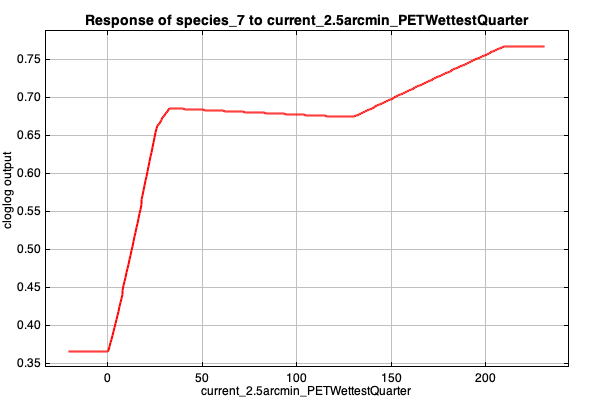 Response of species_7 to current_2.5arcmin_PETWettestQuarter
cloglog output
0.75
0.70
0.65
0.60
0.55
0.50
0.45
0.40
0.35
0 50 100 150 200
current_2.5arcmin_PETWettestQuarter